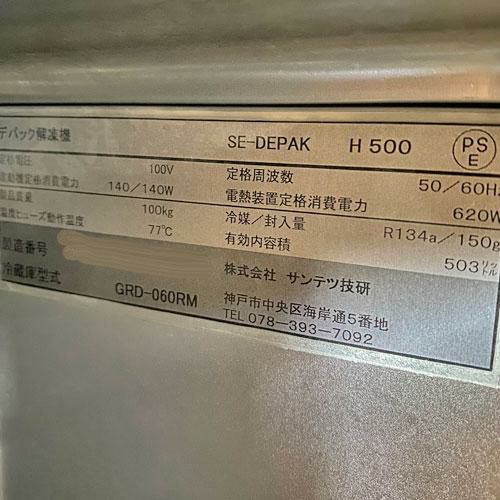 デパック解凍機 SE-DEPAK H 500 PS E
定格電圧 100V 定格周波数 50/60Hz
電動機定格消費電力 140/140W 電熱装置定格消費電力 620W
製品質量 100kg 冷媒/封入量 R134a/150g
温度ヒューズ動作温度 77℃ 有効内容積 503リットル
製造番号 株式会社 サンテツ技研
冷蔵庫型式 GRD-060RM 神戸市中央区海岸通5番地
TEL 078-393-7092